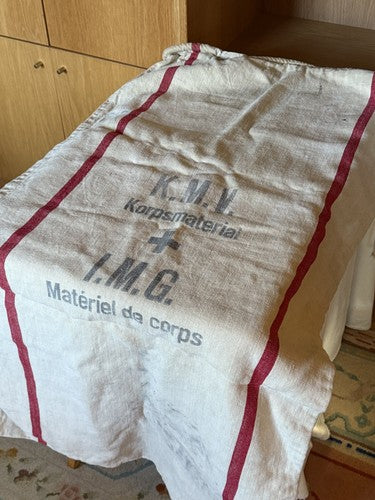 K.M.V.
Korpsmaterial
+
I.M.G.
Matériel de corps